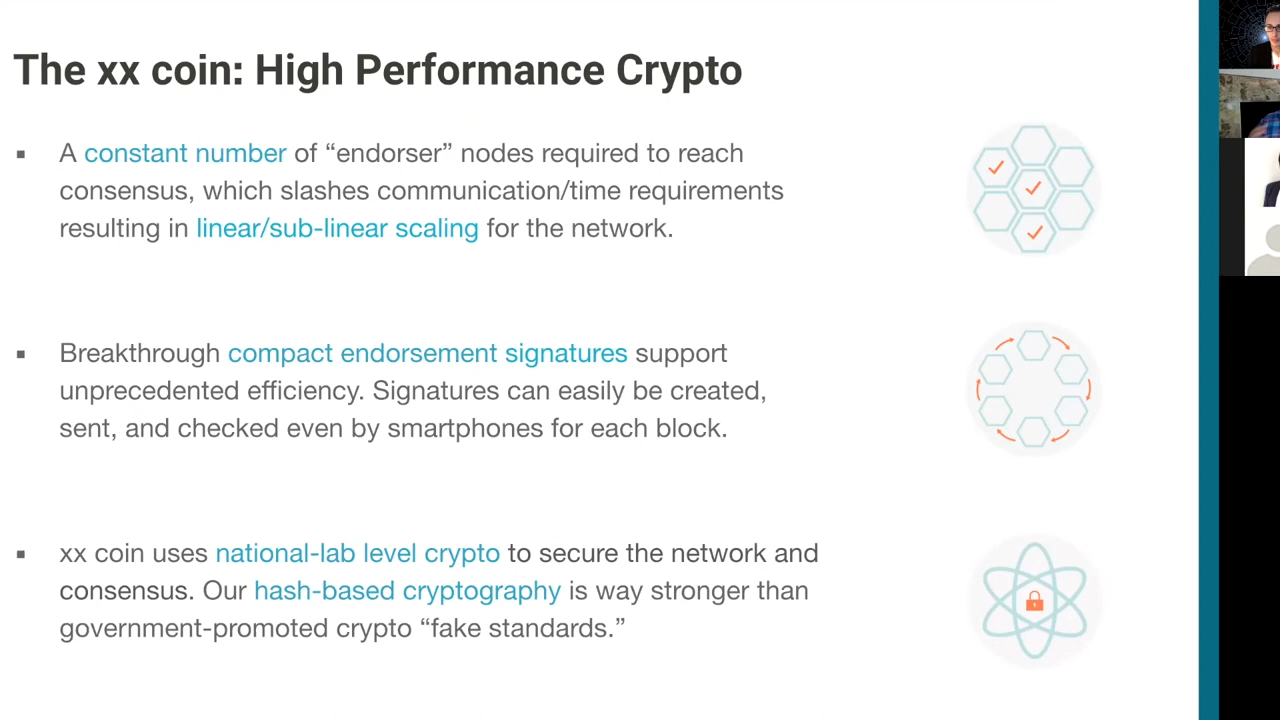 The xx coin: High Performance Crypto
▪ A constant number of “endorser” nodes required to reach
consensus, which slashes communication/time requirements
resulting in linear/sub-linear scaling for the network.
▪ Breakthrough compact endorsement signatures support
unprecedented efficiency. Signatures can easily be created,
sent, and checked even by smartphones for each block.
▪ xx coin uses national-lab level crypto to secure the network and
consensus. Our hash-based cryptography is way stronger than
government-promoted crypto “fake standards.”